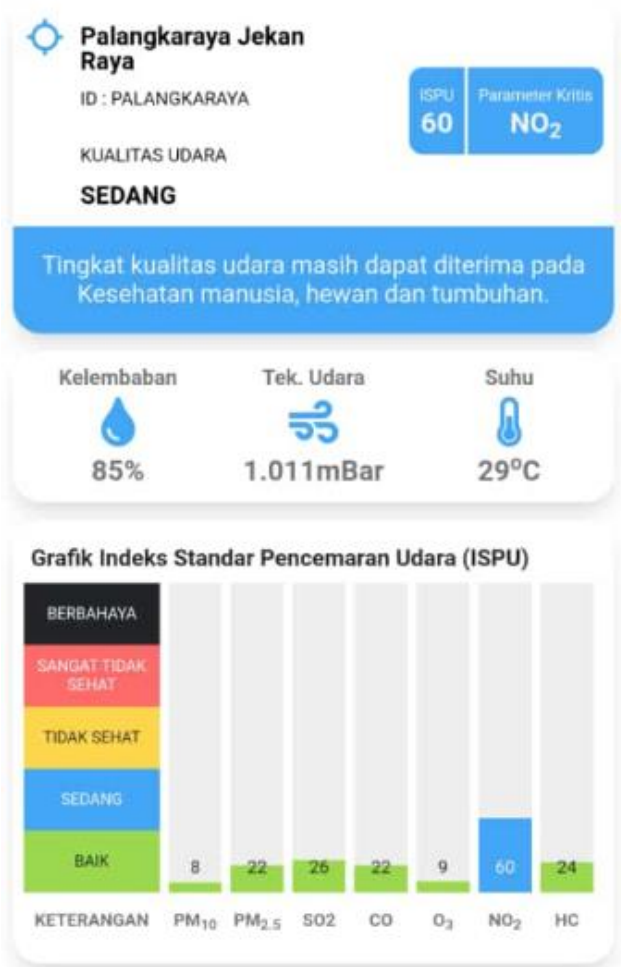 Palangkaraya Jekan
Raya
ID : PALANGKARAYA
ISPU
60
Parameter Kritis
NO₂
KUALITAS UDARA
SEDANG
Tingkat kualitas udara masih dapat diterima pada
Kesehatan manusia, hewan dan tumbuhan.
Kelembaban
Tek. Udara
Suhu
85%
1.011mBar
29°C
Grafik Indeks Standar Pencemaran Udara (ISPU)
BERBAHAYA
SANGAT TIDAK
SEHAT
TIDAK SEHAT
SEDANG
BAIK
8 22 26 22 9 60 24
KETERANGAN PM₁₀ PM₂.₅ SO2 CO O₃ NO₂ HC